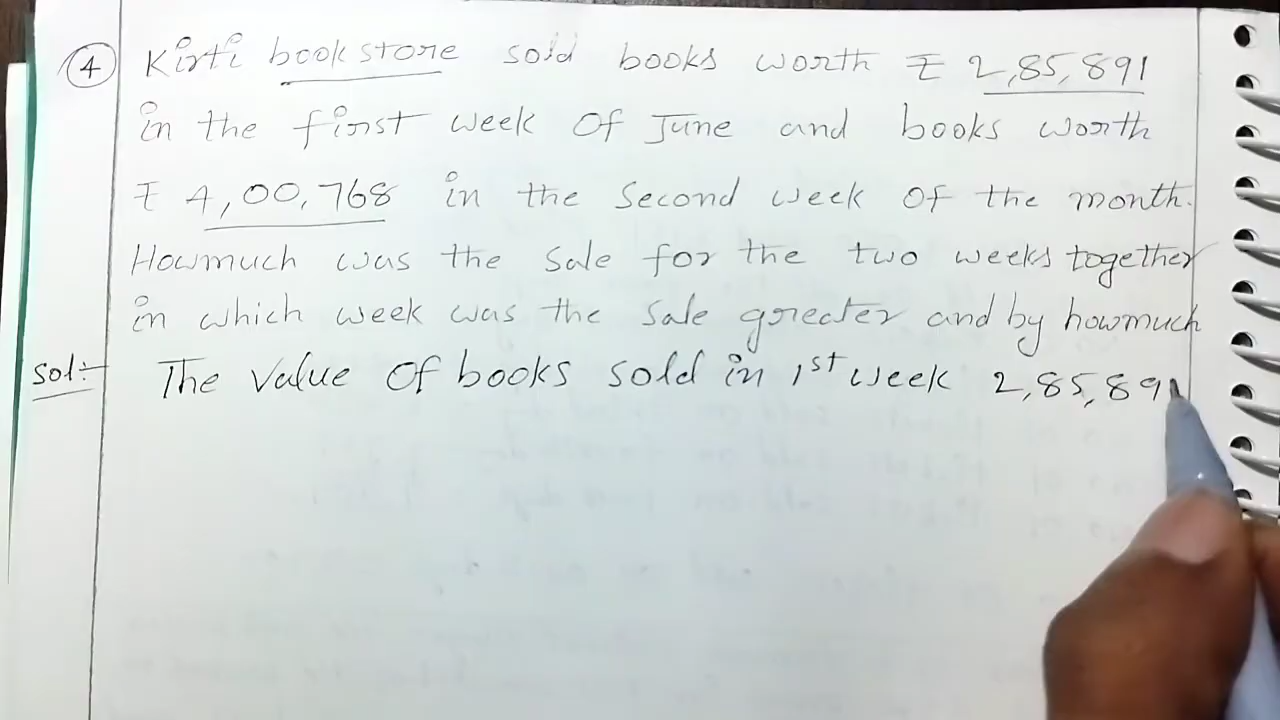 4 Kirti bookstore sold books worth ₹ 2,85,891
in the first week of June and books worth
₹ 4,00,768 in the second week of the month.
Howmuch was the sale for the two weeks together
in which week was the sale greater and by howmuch
Sol:- The value of books sold in 1st week 2,85,891